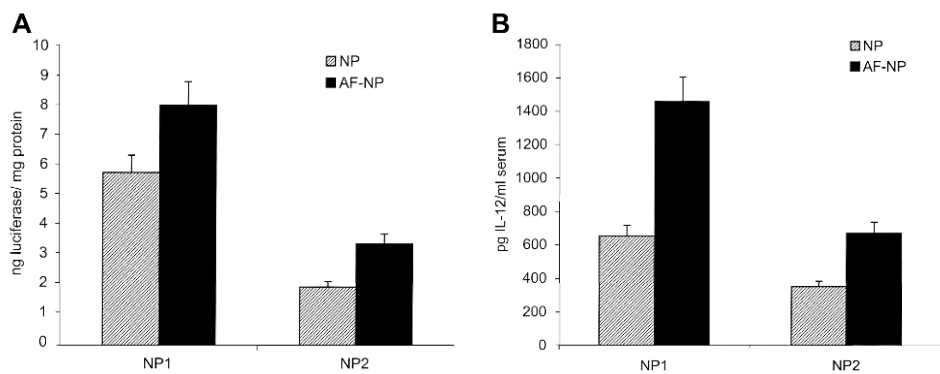 A
10
9
8
7
6
5
4
3
2
1
0
ng luciferase/ mg protein
NP
AF-NP
NP1
NP2
B
1800
1600
1400
1200
1000
800
600
400
200
0
pg IL-12/ml serum
NP
AF-NP
NP1
NP2